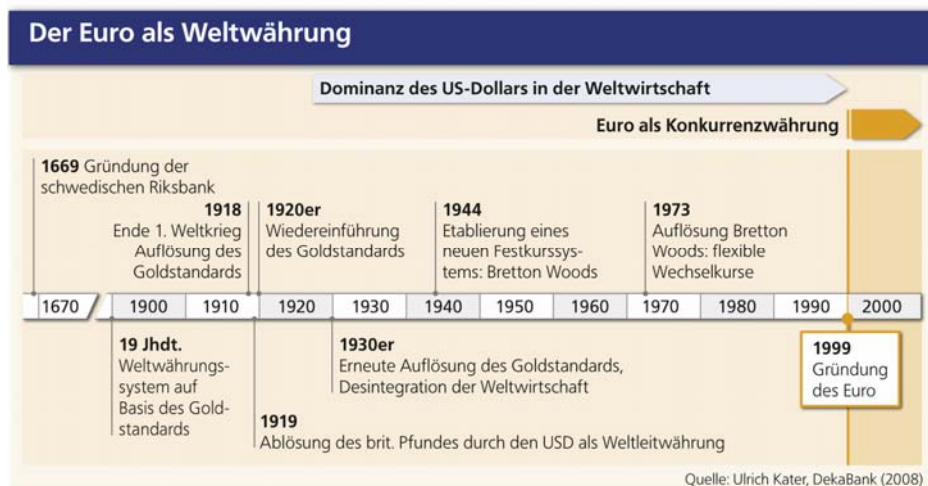 Der Euro als Weltwährung
Dominanz des US-Dollars in der Weltwirtschaft
Euro als Konkurrenzwährung
1669 Gründung der
schwedischen Riksbank
1918
Ende 1. Weltkrieg
Auflösung des
Goldstandards
1920er
Wiedereinführung
des Goldstandards
1944
Etablierung eines
neuen Festkurssys-
tems: Bretton Woods
1973
Auflösung Bretton
Woods: flexible
Wechselkurse
1670 1900 1910 1920 1930 1940 1950 1960 1970 1980 1990 2000
19 Jhdt.
Weltwährungs-
system auf
Basis des Gold-
standards
1930er
Erneute Auflösung des Goldstandards,
Desintegration der Weltwirtschaft
1919
Ablösung des brit. Pfundes durch den USD als Weltleitwährung
1999
Gründung
des Euro
Quelle: Ulrich Kater, DekaBank (2008)